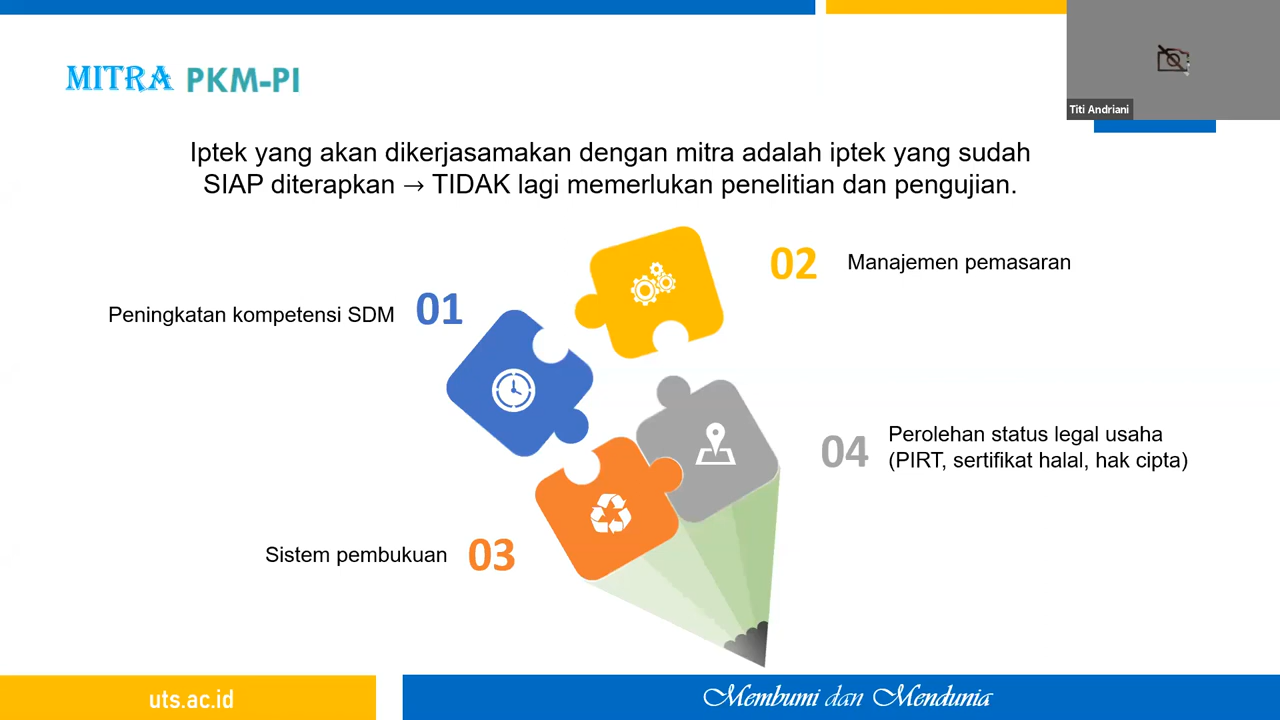 MITRA PKM-PI
Titi Andriani
Iptek yang akan dikerjasamakan dengan mitra adalah iptek yang sudah
SIAP diterapkan → TIDAK lagi memerlukan penelitian dan pengujian.
Peningkatan kompetensi SDM 01
02 Manajemen pemasaran
Sistem pembukuan 03
04 Perolehan status legal usaha
(PIRT, sertifikat halal, hak cipta)
uts.ac.id
Membumi dan Mendunia